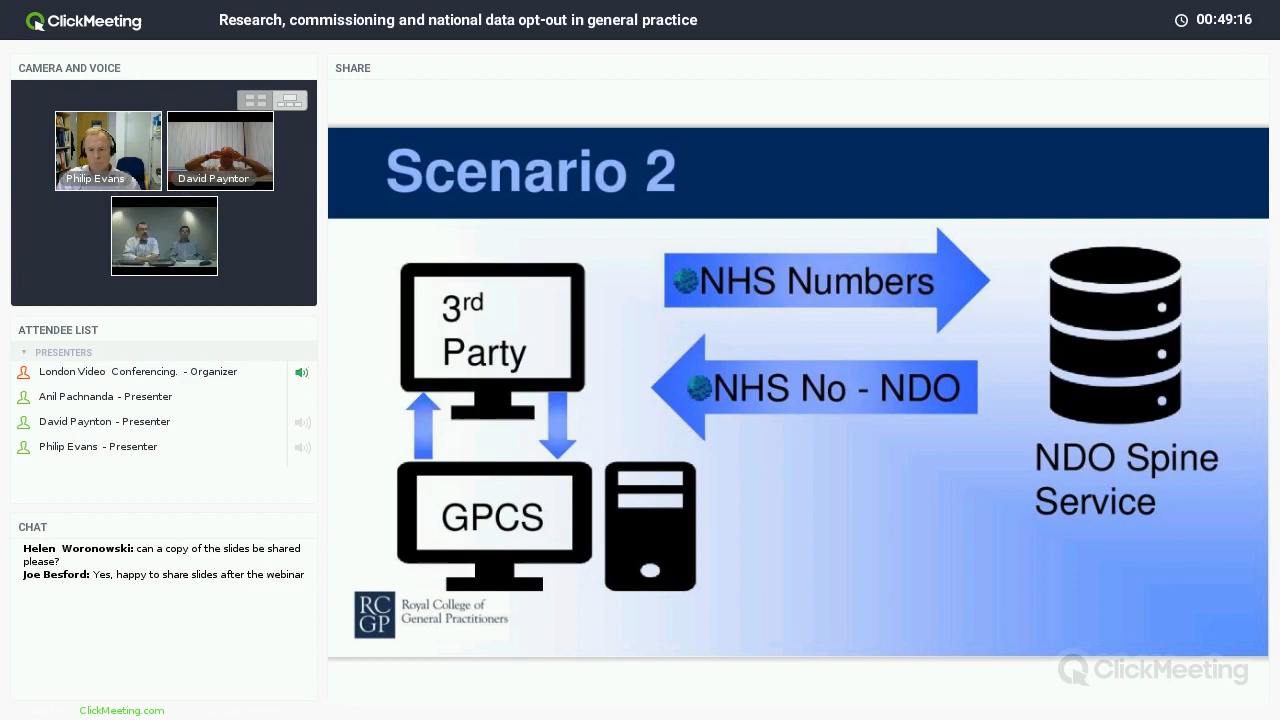 ClickMeeting
Research, commissioning and national data opt-out in general practice
00:49:16
CAMERA AND VOICE
Philip Evans
David Paynton
ATTENDEE LIST
PRESENTERS
London Video Conferencing. - Organizer
Anil Pachnanda - Presenter
David Paynton - Presenter
Philip Evans - Presenter
CHAT
Helen Woronowski: can a copy of the slides be shared
please?
Joe Besford: Yes, happy to share slides after the webinar
ClickMeeting.com
SHARE
Scenario 2
3rd
Party
NHS Numbers
NHS No - NDO
GPCS
NDO Spine
Service
RC
GP
Royal College of
General Practitioners
ClickMeeting